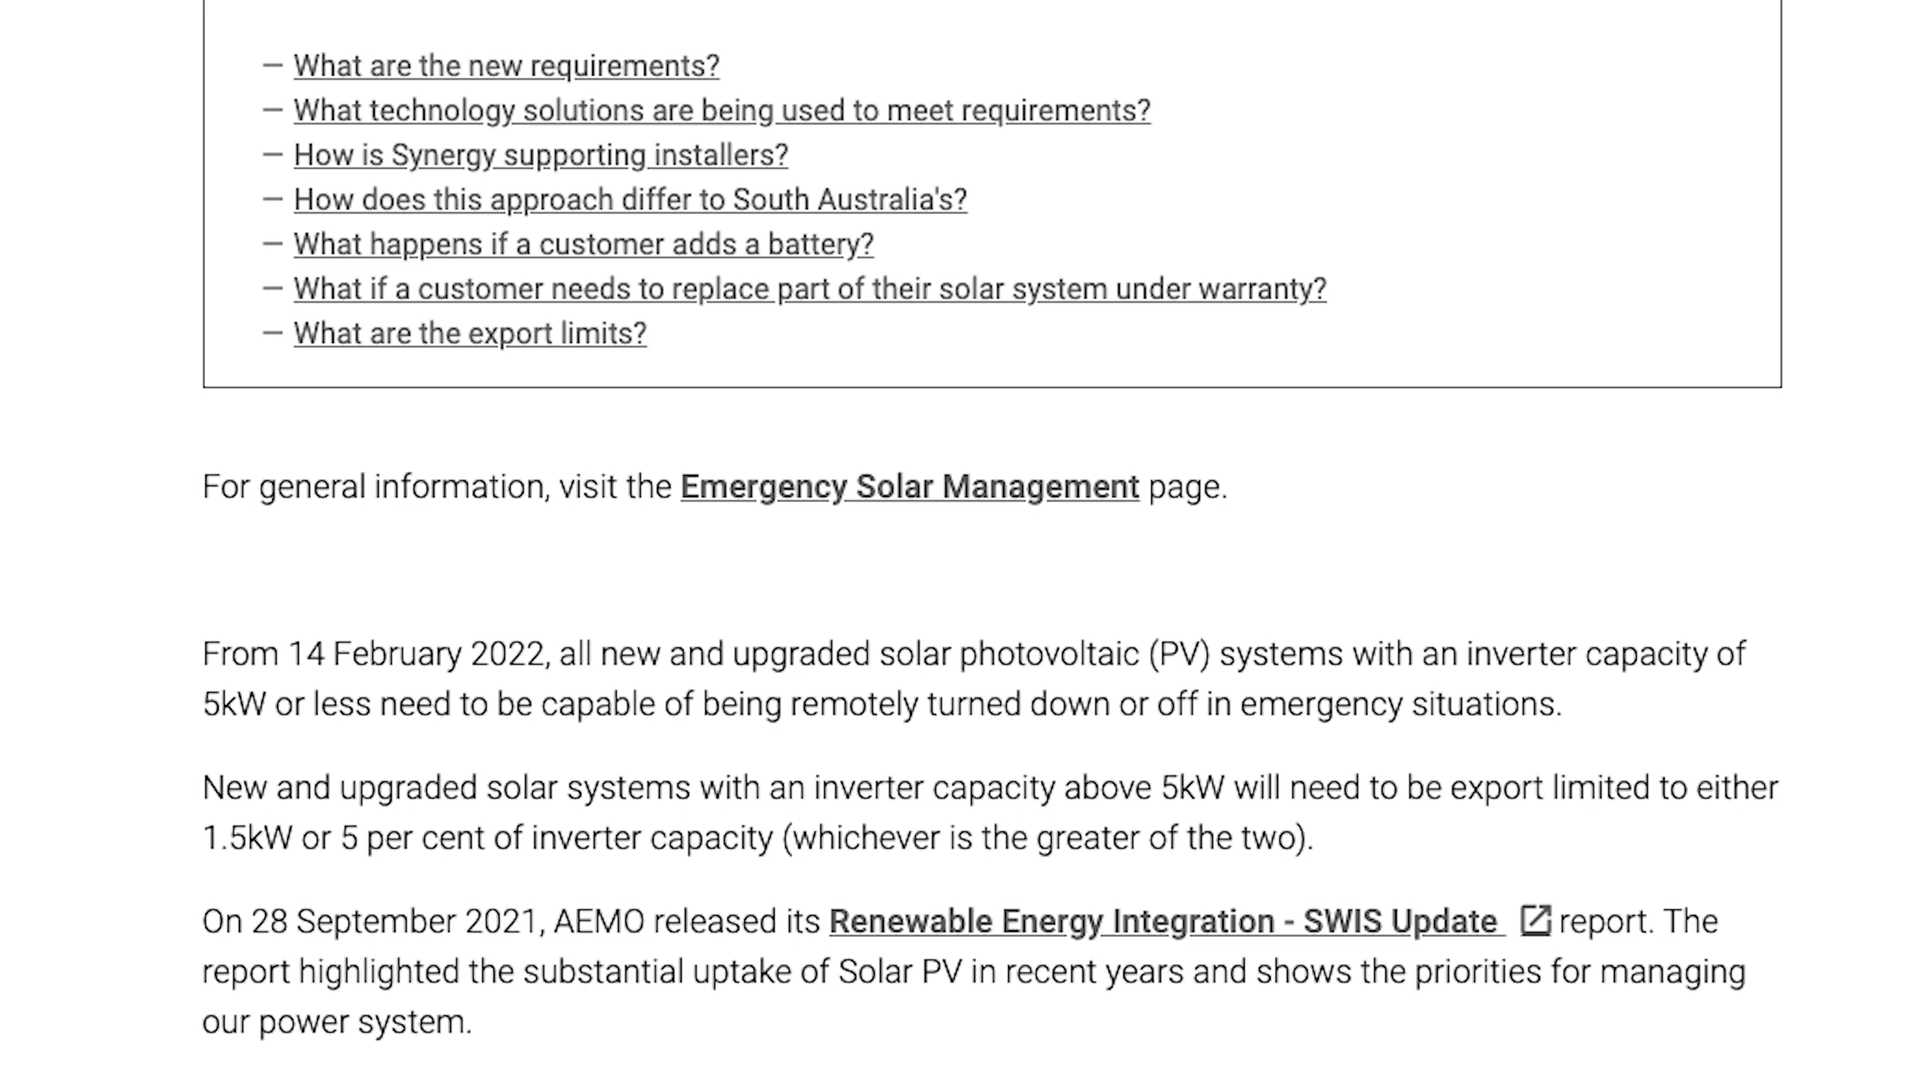 — What are the new requirements?
— What technology solutions are being used to meet requirements?
— How is Synergy supporting installers?
— How does this approach differ to South Australia's?
— What happens if a customer adds a battery?
— What if a customer needs to replace part of their solar system under warranty?
— What are the export limits?
For general information, visit the Emergency Solar Management page.
From 14 February 2022, all new and upgraded solar photovoltaic (PV) systems with an inverter capacity of
5kW or less need to be capable of being remotely turned down or off in emergency situations.
New and upgraded solar systems with an inverter capacity above 5kW will need to be export limited to either
1.5kW or 5 per cent of inverter capacity (whichever is the greater of the two).
On 28 September 2021, AEMO released its Renewable Energy Integration - SWIS Update report. The
report highlighted the substantial uptake of Solar PV in recent years and shows the priorities for managing
our power system.